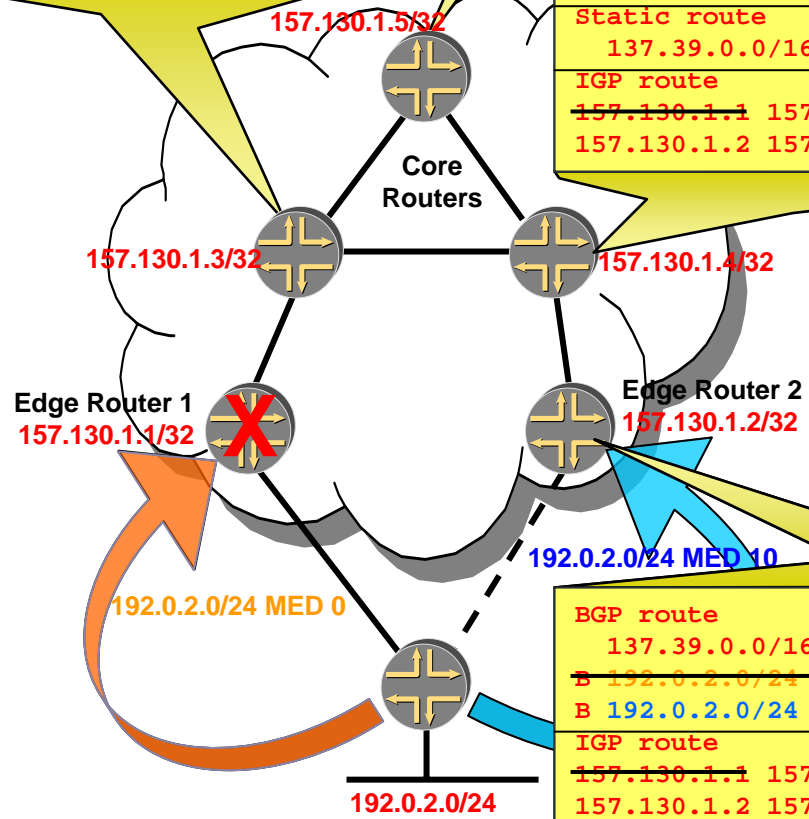 157.130.1.5/32
Static route
137.39.0.0/16
IGP route
157.130.1.1 157
157.130.1.2 157
Core
Routers
157.130.1.3/32
157.130.1.4/32
Edge Router 1
157.130.1.1/32
X
Edge Router 2
157.130.1.2/32
192.0.2.0/24 MED 10
192.0.2.0/24 MED 0
BGP route
137.39.0.0/16
B 192.0.2.0/24
B 192.0.2.0/24
IGP route
157.130.1.1 157
157.130.1.2 157
192.0.2.0/24